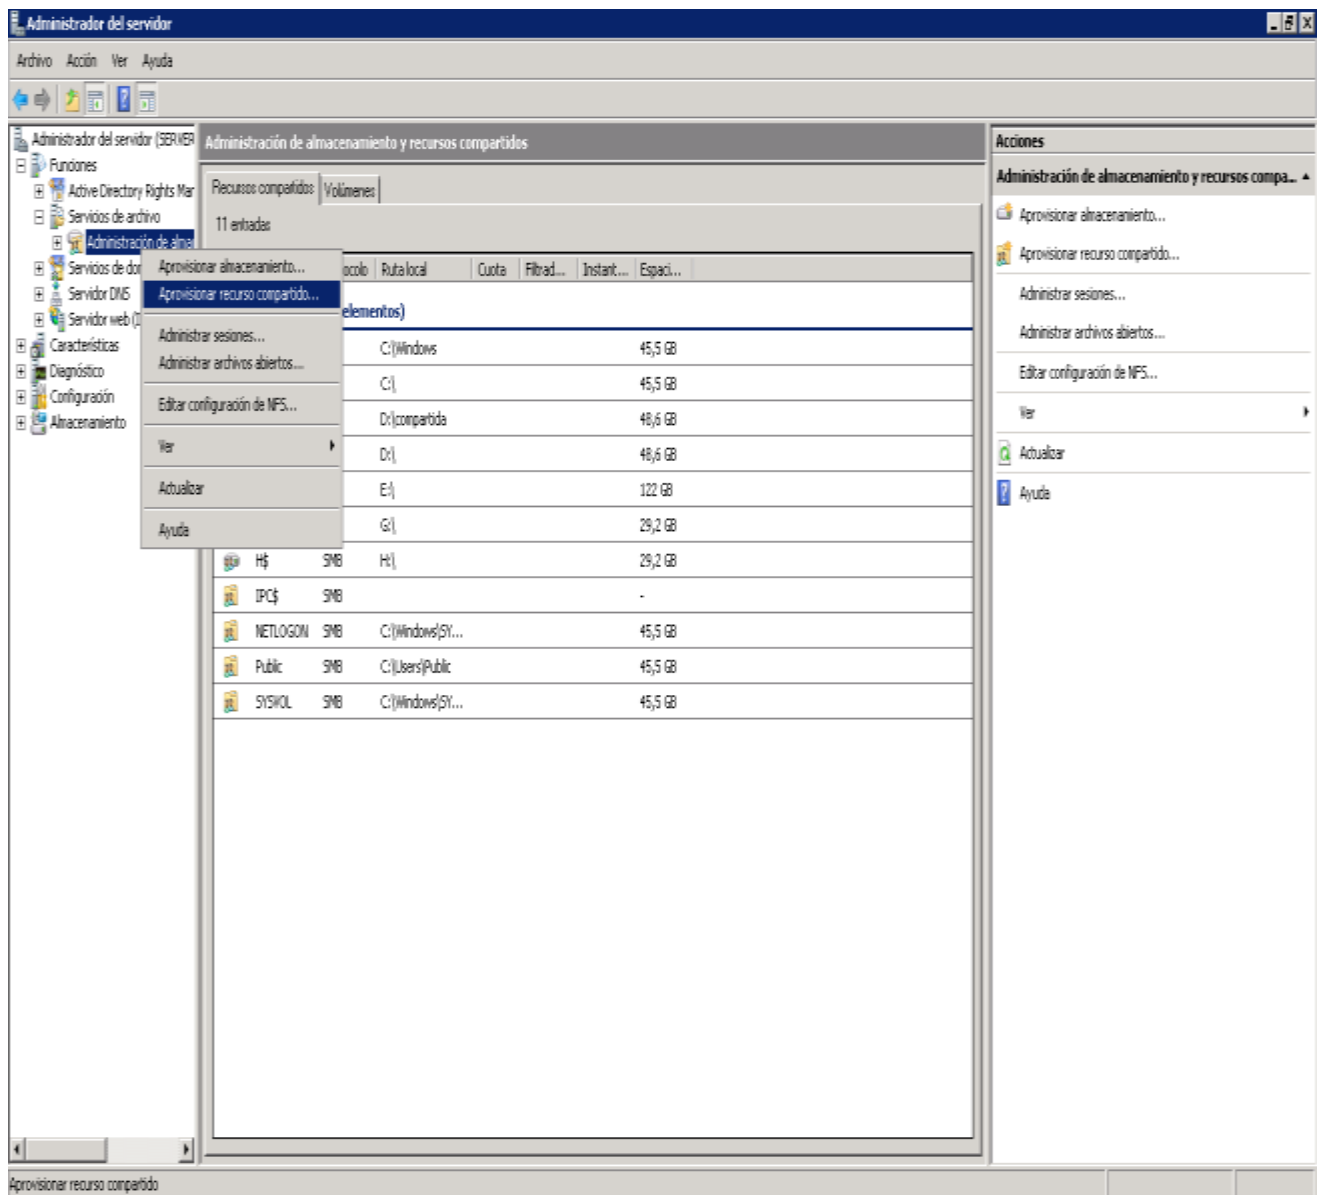 Administrador del servidor
Archivo Acción Ver Ayuda
Administrador del servidor (SERVER
Funciones
Active Directory Rights Mar
Servicios de archivo
Administración de almac
Servicios de dor
Servidor DNS
Servidor web (I
Características
Diagnóstico
Configuración
Almacenamiento
Aprovisionar almacenamiento...
Aprovisionar recurso compartido...
Administrar sesiones...
Administrar archivos abiertos...
Editar configuración de NFS...
Ver
Actualizar
Ayuda
Administración de almacenamiento y recursos compartidos
Recursos compartidos Volúmenes
11 entradas
ocolo Ruta local Cuota Filtrad... Instant... Espaci...
elementos)
C:\Windows 45,5 GB
C:\ 45,5 GB
D:\compartida 48,6 GB
D:\ 48,6 GB
E:\ 122 GB
G:\ 29,2 GB
H$ SMB H:\ 29,2 GB
IPC$ SMB -
NETLOGON SMB C:\Windows\SY... 45,5 GB
Public SMB C:\Users\Public 45,5 GB
SYSVOL SMB C:\Windows\SY... 45,5 GB
Acciones
Administración de almacenamiento y recursos compa...
Aprovisionar almacenamiento...
Aprovisionar recurso compartido...
Administrar sesiones...
Administrar archivos abiertos...
Editar configuración de NFS...
Ver
Actualizar
Ayuda
Aprovisionar recurso compartido